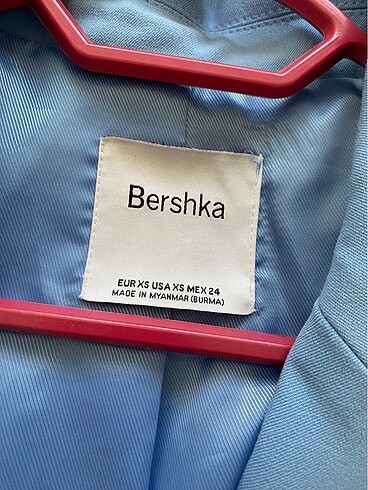 Bershka
EUR XS USA XS MEX 24
MADE IN MYANMAR (BURMA)